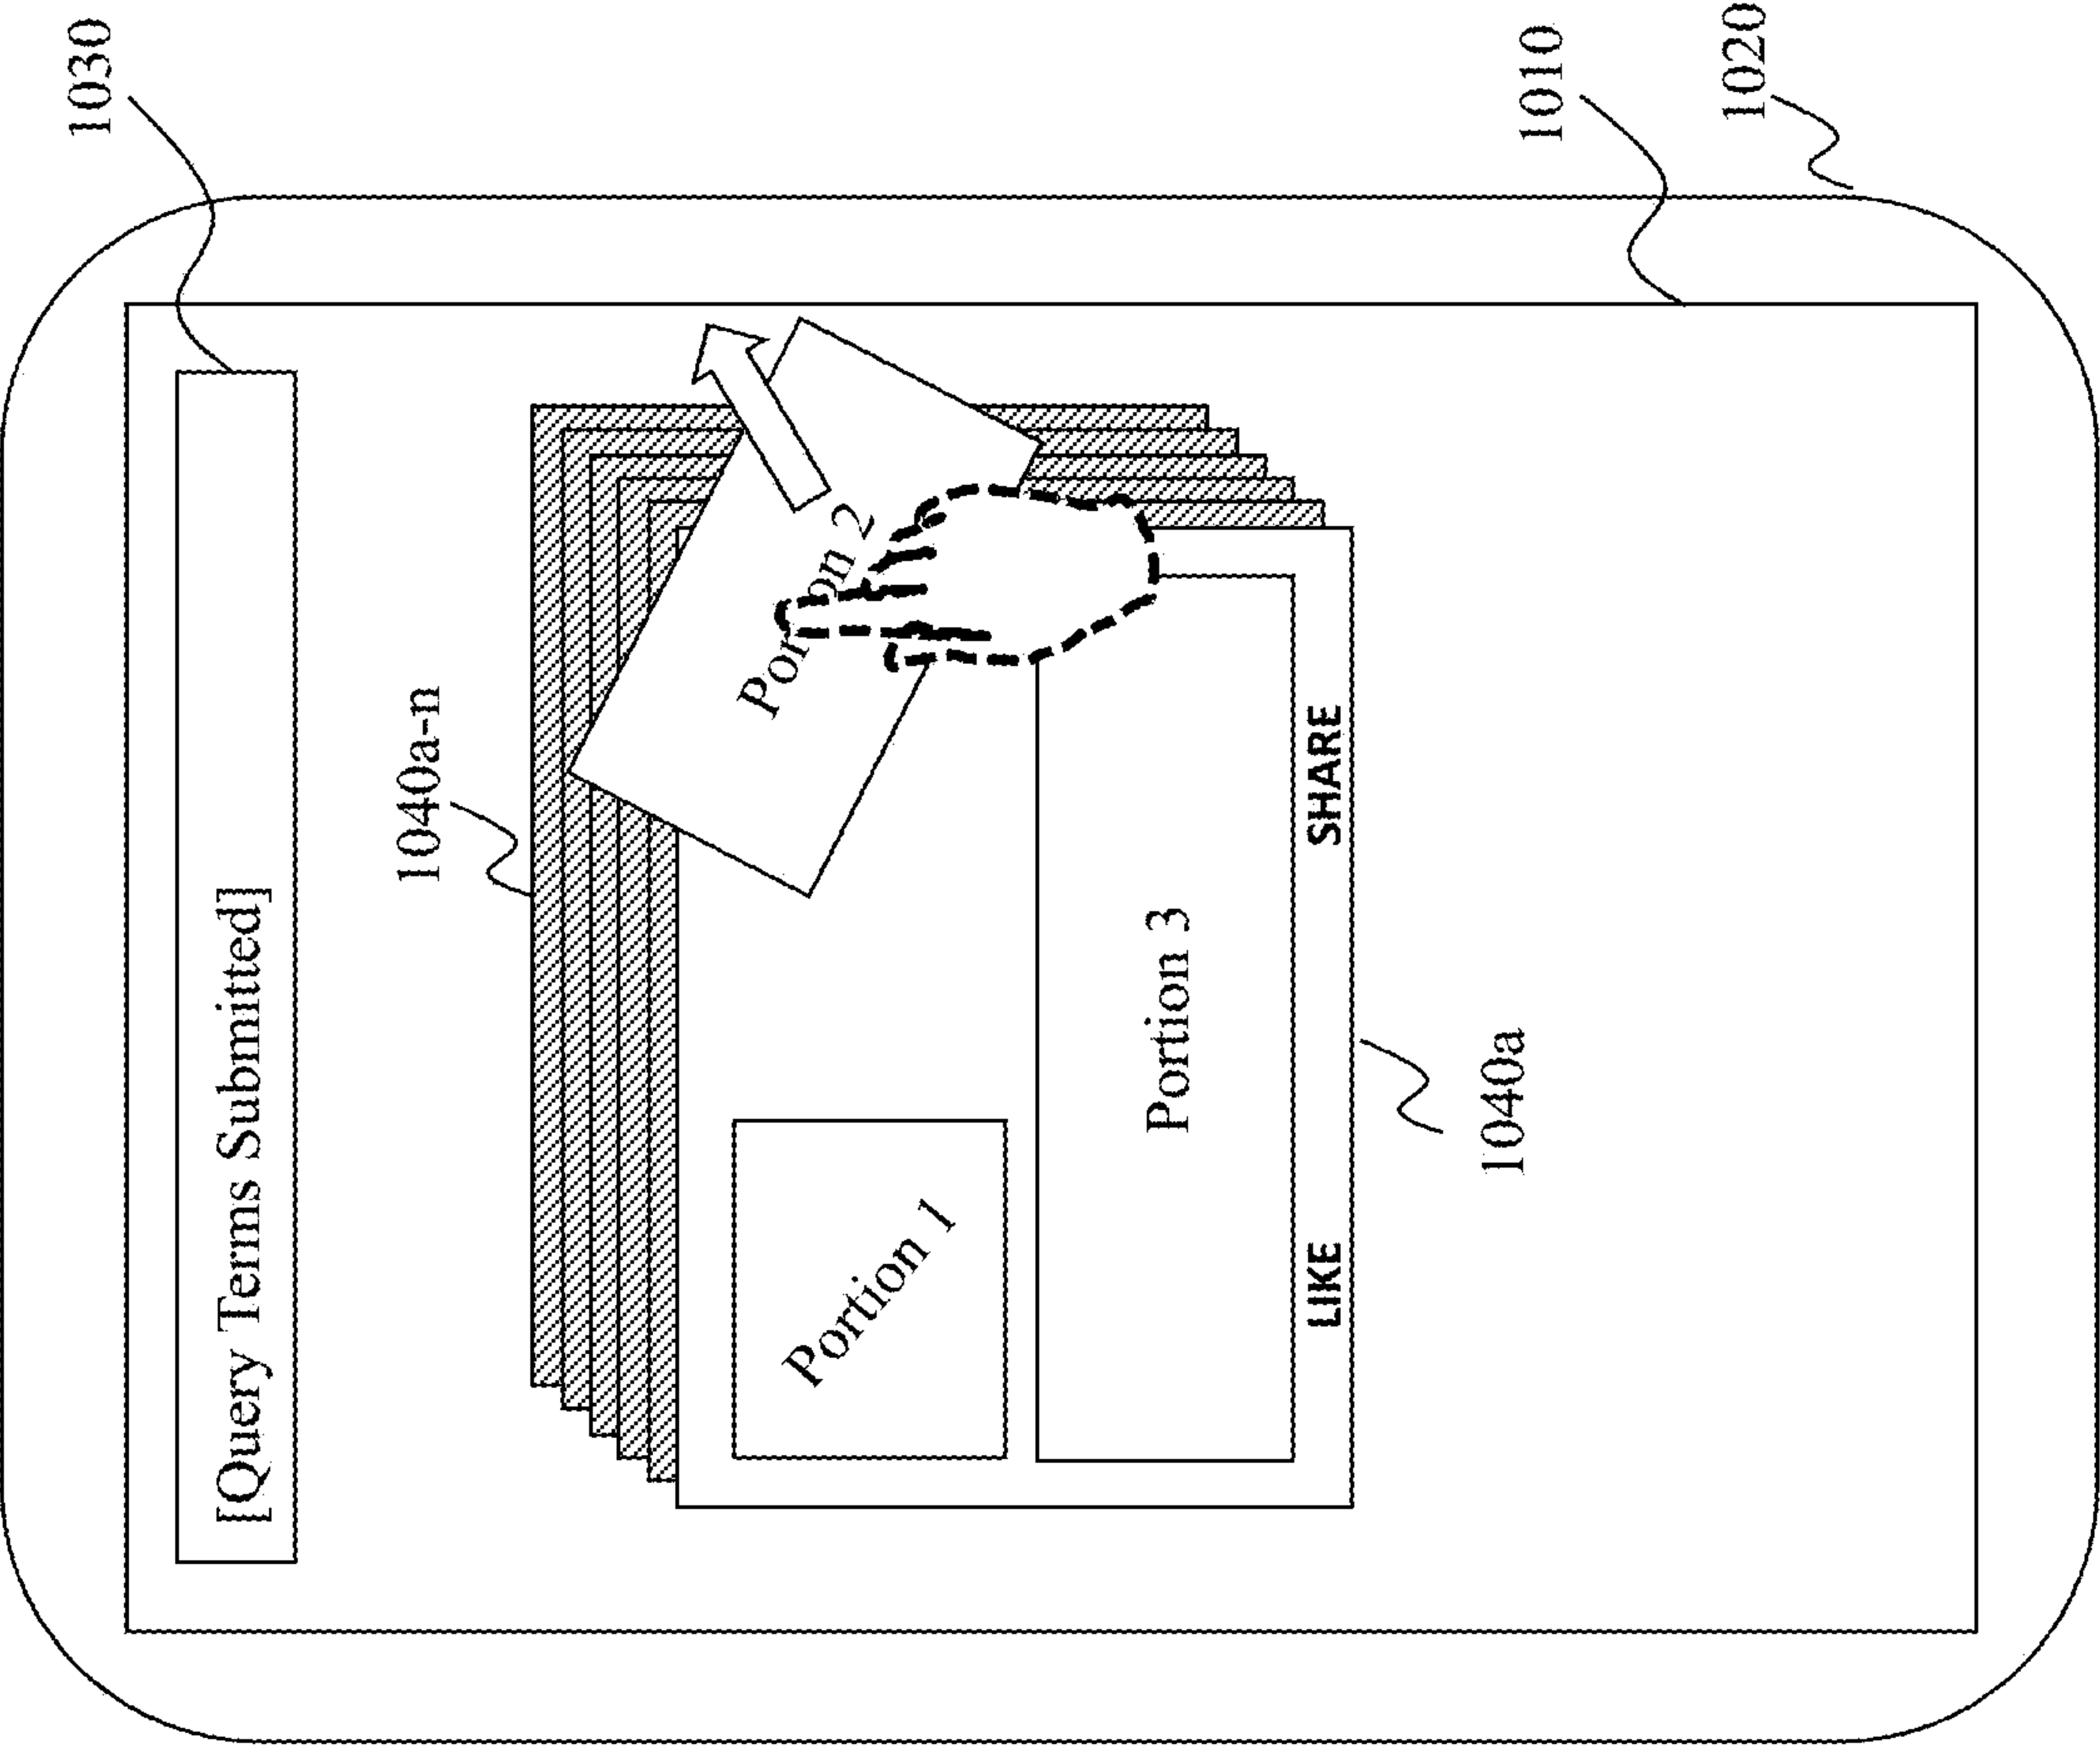 1030
[Query Terms Submitted]
1040a-n
Portion 1
Portion 2
Portion 3
LIKE
SHARE
1040a
1010
1020